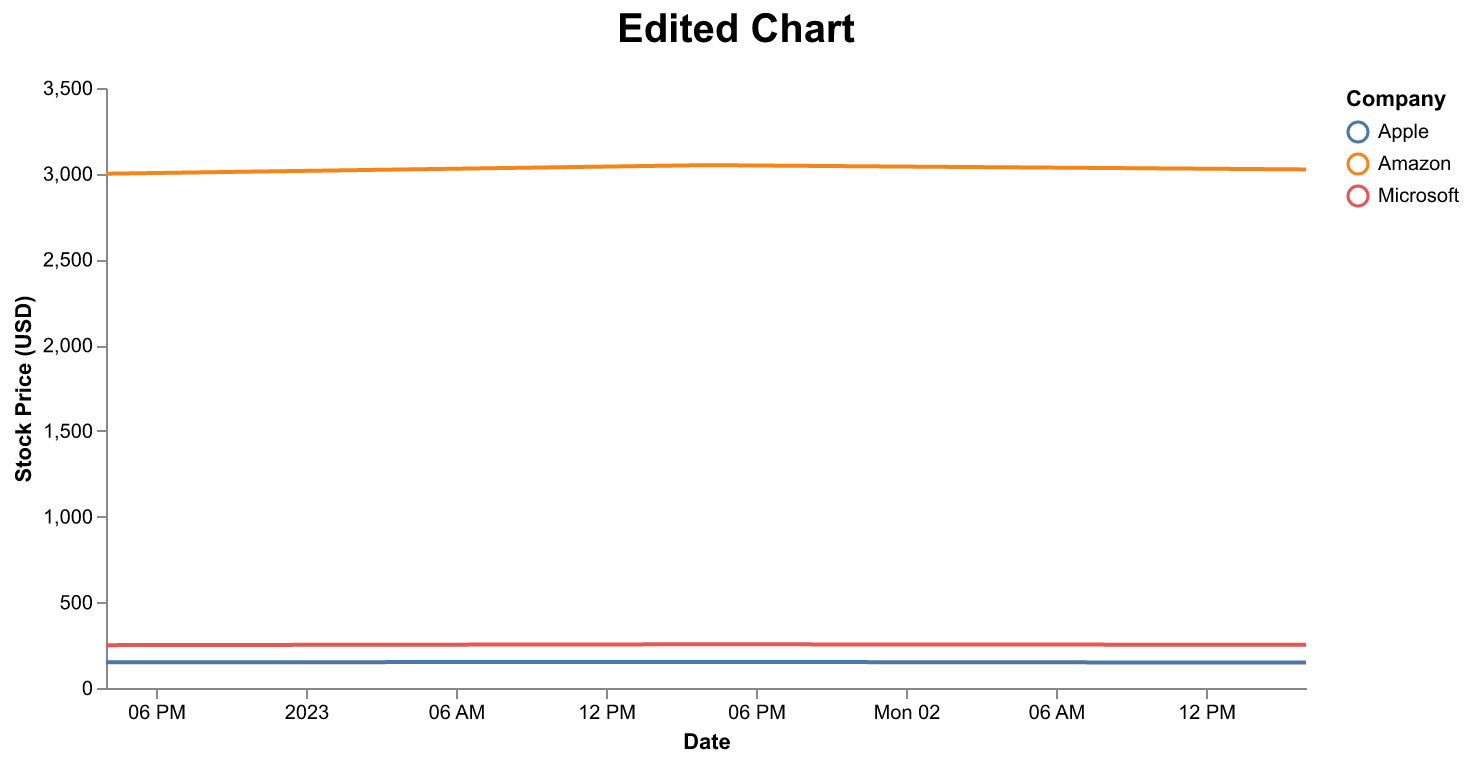 Edited Chart
3,500
3,000
2,500
2,000
1,500
1,000
500
0
Stock Price (USD)
06 PM
2023
06 AM
12 PM
06 PM
Mon 02
06 AM
12 PM
Date
Company
Apple
Amazon
Microsoft